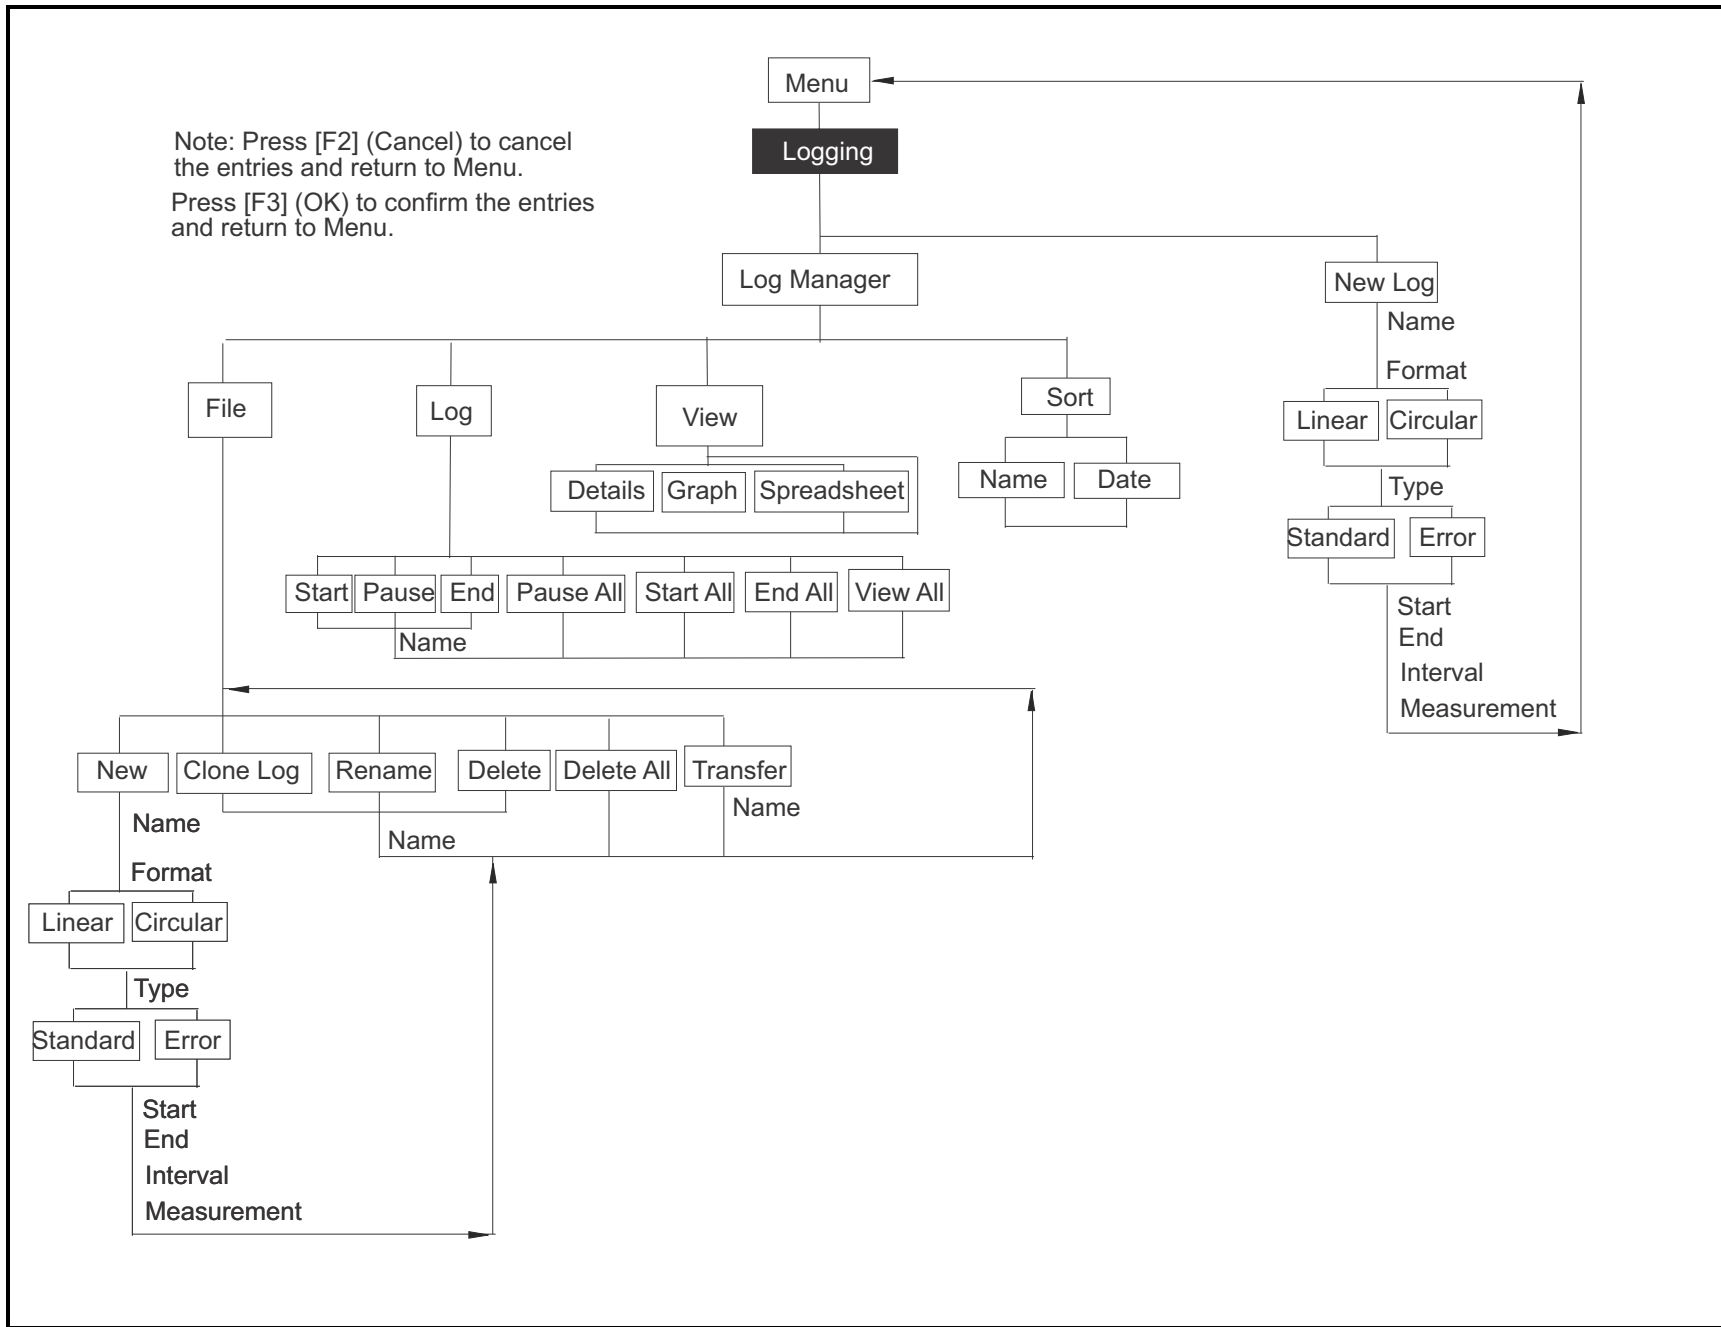 Menu
Note: Press [F2] (Cancel) to cancel
the entries and return to Menu.
Press [F3] (OK) to confirm the entries
and return to Menu.
Logging
Log Manager
New Log
Name
Format
Linear
Circular
Type
Standard
Error
Start
End
Interval
Measurement
File
Log
View
Sort
Details
Graph
Spreadsheet
Name
Date
Start
Pause
End
Pause All
Start All
End All
View All
Name
New
Clone Log
Rename
Delete
Delete All
Transfer
Name
Name
Name
Format
Linear
Circular
Type
Standard
Error
Start
End
Interval
Measurement